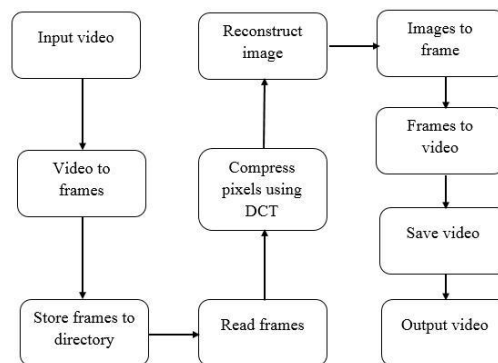 Input video
Video to
frames
Store frames to
directory
Read frames
Compress
pixels using
DCT
Reconstruct
image
Images to
frame
Frames to
video
Save video
Output video